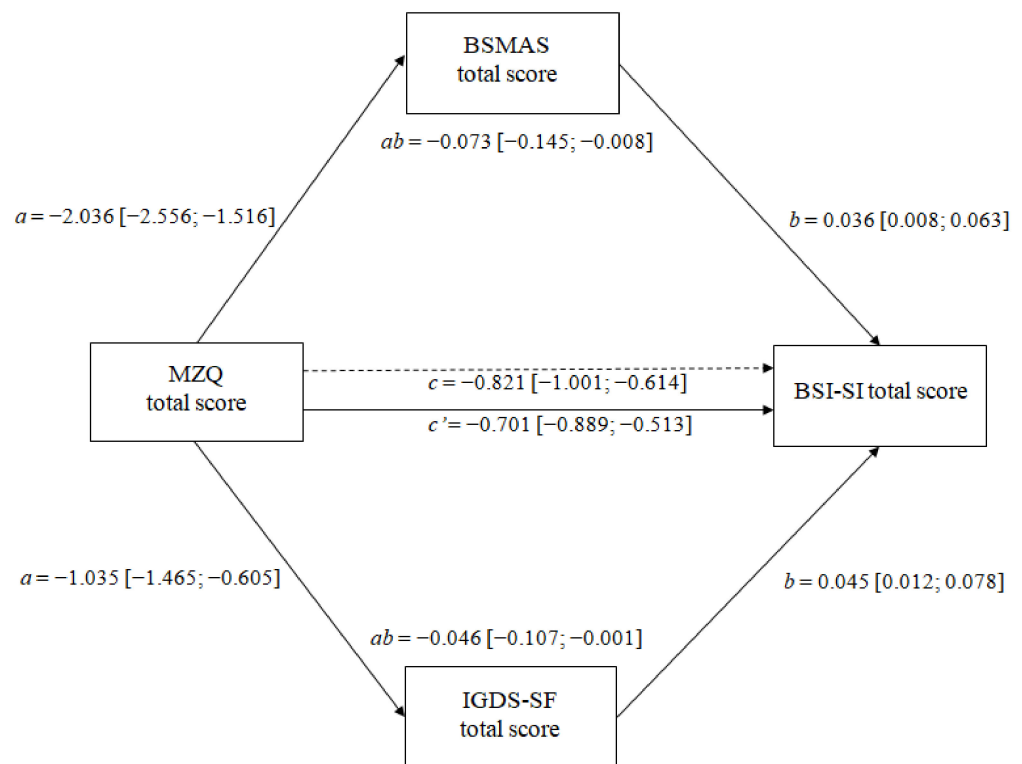 BSMAS
total score
ab = −0.073 [−0.145; −0.008]
a = −2.036 [−2.556; −1.516]
b = 0.036 [0.008; 0.063]
MZQ
total score
c = −0.821 [−1.001; −0.614]
c’= −0.701 [−0.889; −0.513]
BSI-SI total score
a = −1.035 [−1.465; −0.605]
b = 0.045 [0.012; 0.078]
ab = −0.046 [−0.107; −0.001]
IGDS-SF
total score